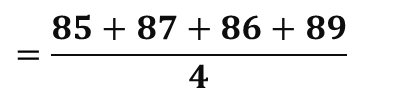 = 85 + 87 + 86 + 89
4